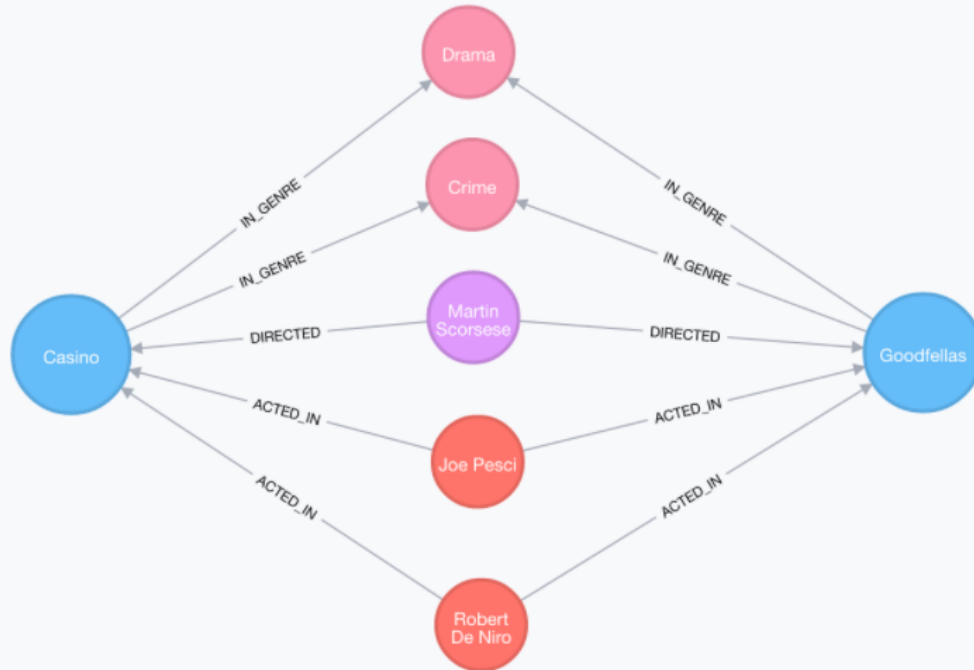 Drama
IN_GENRE
IN_GENRE
Crime
IN_GENRE
IN_GENRE
Martin
Scorsese
DIRECTED
DIRECTED
Casino
Goodfellas
ACTED_IN
ACTED_IN
Joe Pesci
ACTED_IN
ACTED_IN
Robert
De Niro